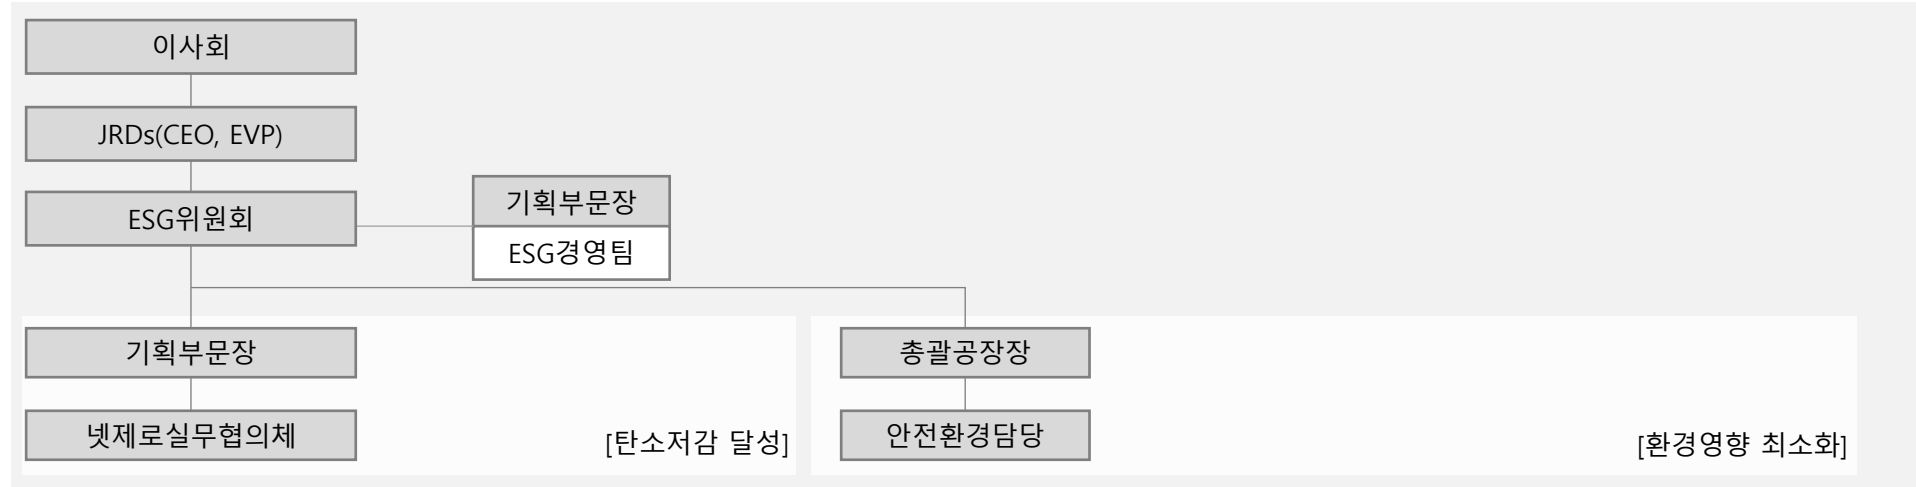 이사회
JRDs(CEO, EVP)
ESG위원회
기획부문장
ESG경영팀
기획부문장
넷제로실무협의체
[탄소저감 달성]
총괄공장장
안전환경담당
[환경영향 최소화]